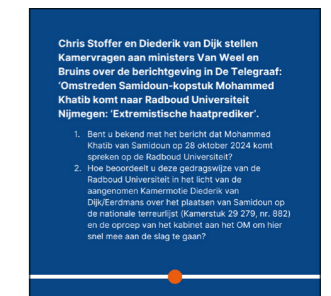 Chris Stoffer en Diederik van Dijk stellen
Kamervragen aan ministers Van Weel en
Bruins over de berichtgeving in De Telegraaf:
'Omstreden Samidoun-kopstuk Mohammed
Khatib komt naar Radboud Universiteit
Nijmegen: 'Extremistische haatprediker'.
1. Bent u bekend met het bericht dat Mohammed
Khatib van Samidoun op 28 oktober 2024 komt
spreken op de Radboud Universiteit?
2. Hoe beoordeelt u deze gedragswijze van de
Radboud Universiteit in het licht van de
aangenomen Kamermotie Diederik van
Dijk/Eerdmans over het plaatsen van Samidoun op
de nationale terreurlijst (Kamerstuk 29 279, nr. 882)
en de oproep van het kabinet aan het OM om hier
snel mee aan de slag te gaan?